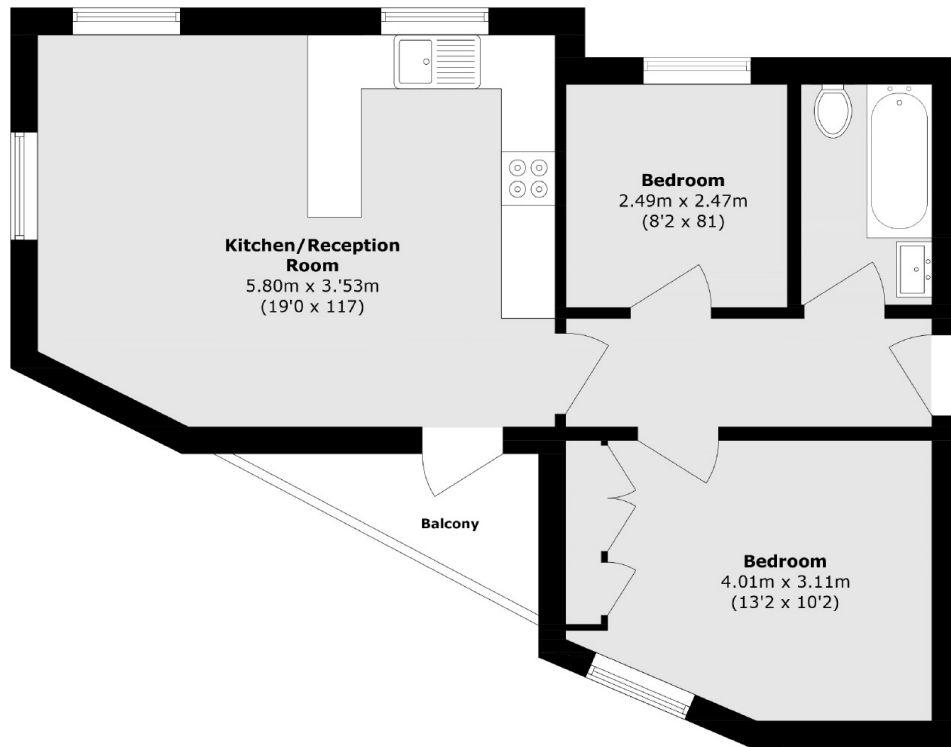 Bedroom
2.49m x 2.47m
(8'2 x 81)
Kitchen/Reception
Room
5.80m x 3.'53m
(19'0 x 117)
Balcony
Bedroom
4.01m x 3.11m
(13'2 x 10'2)